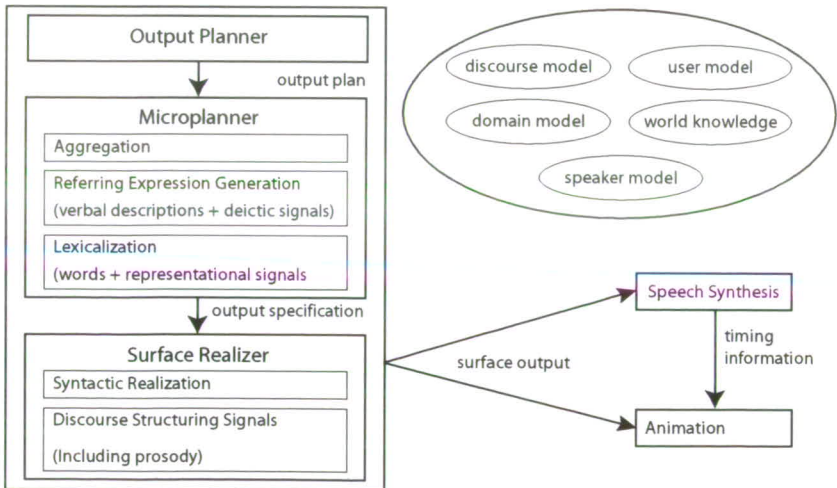 Output Planner
output plan
Microplanner
Aggregation
Referring Expression Generation
(verbal descriptions + deictic signals)
Lexicalization
(words + representational signals
output specification
Surface Realizer
Syntactic Realization
Discourse Structuring Signals
(Including prosody)
discourse model
user model
domain model
world knowledge
speaker model
surface output
Speech Synthesis
timing
information
Animation